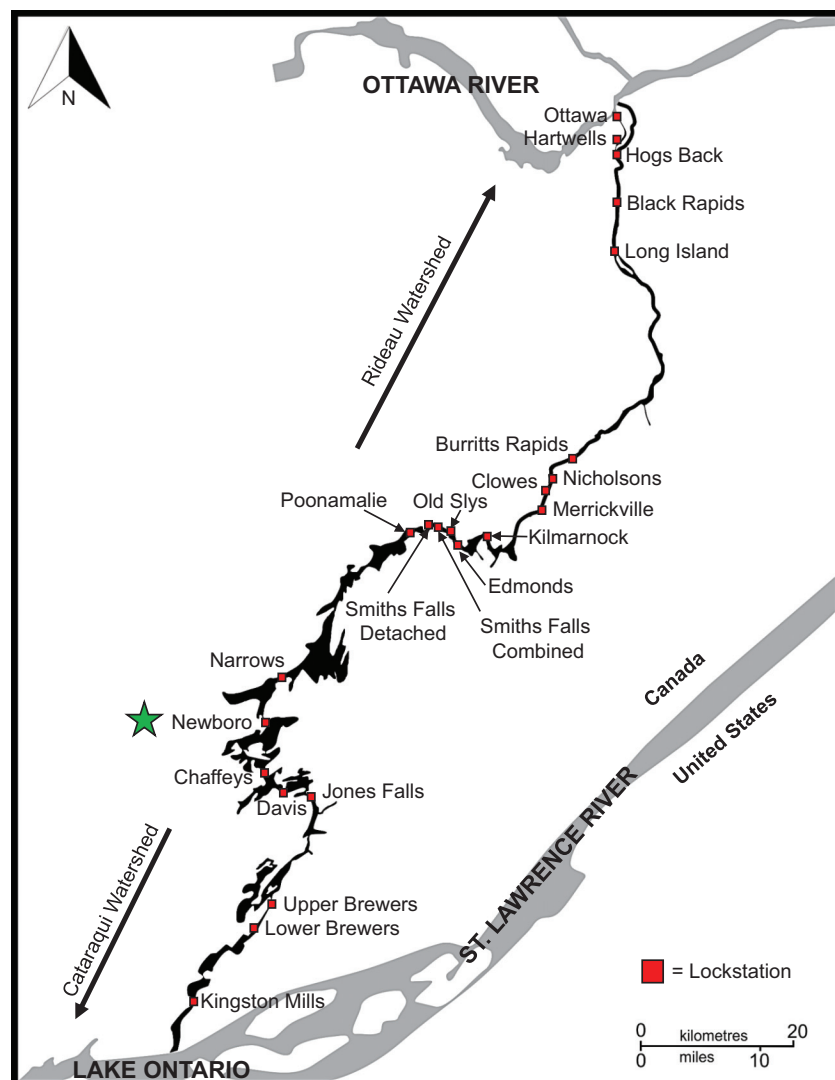 N
OTTAWA RIVER
Ottawa
Hartwells
Hogs Back
Black Rapids
Long Island
Rideau Watershed
Burritts Rapids
Nicholsons
Clowes
Merrickville
Old Slys
Poonamalie
Kilmarnock
Edmonds
Smiths Falls
Detached
Smiths Falls
Combined
Narrows
Canada
United States
Newboro
Chaffeys
Davis
Jones Falls
ST. LAWRENCE RIVER
Cataraqui Watershed
Upper Brewers
Lower Brewers
Kingston Mills
= Lockstation
0 kilometres 20
0 miles 10
LAKE ONTARIO